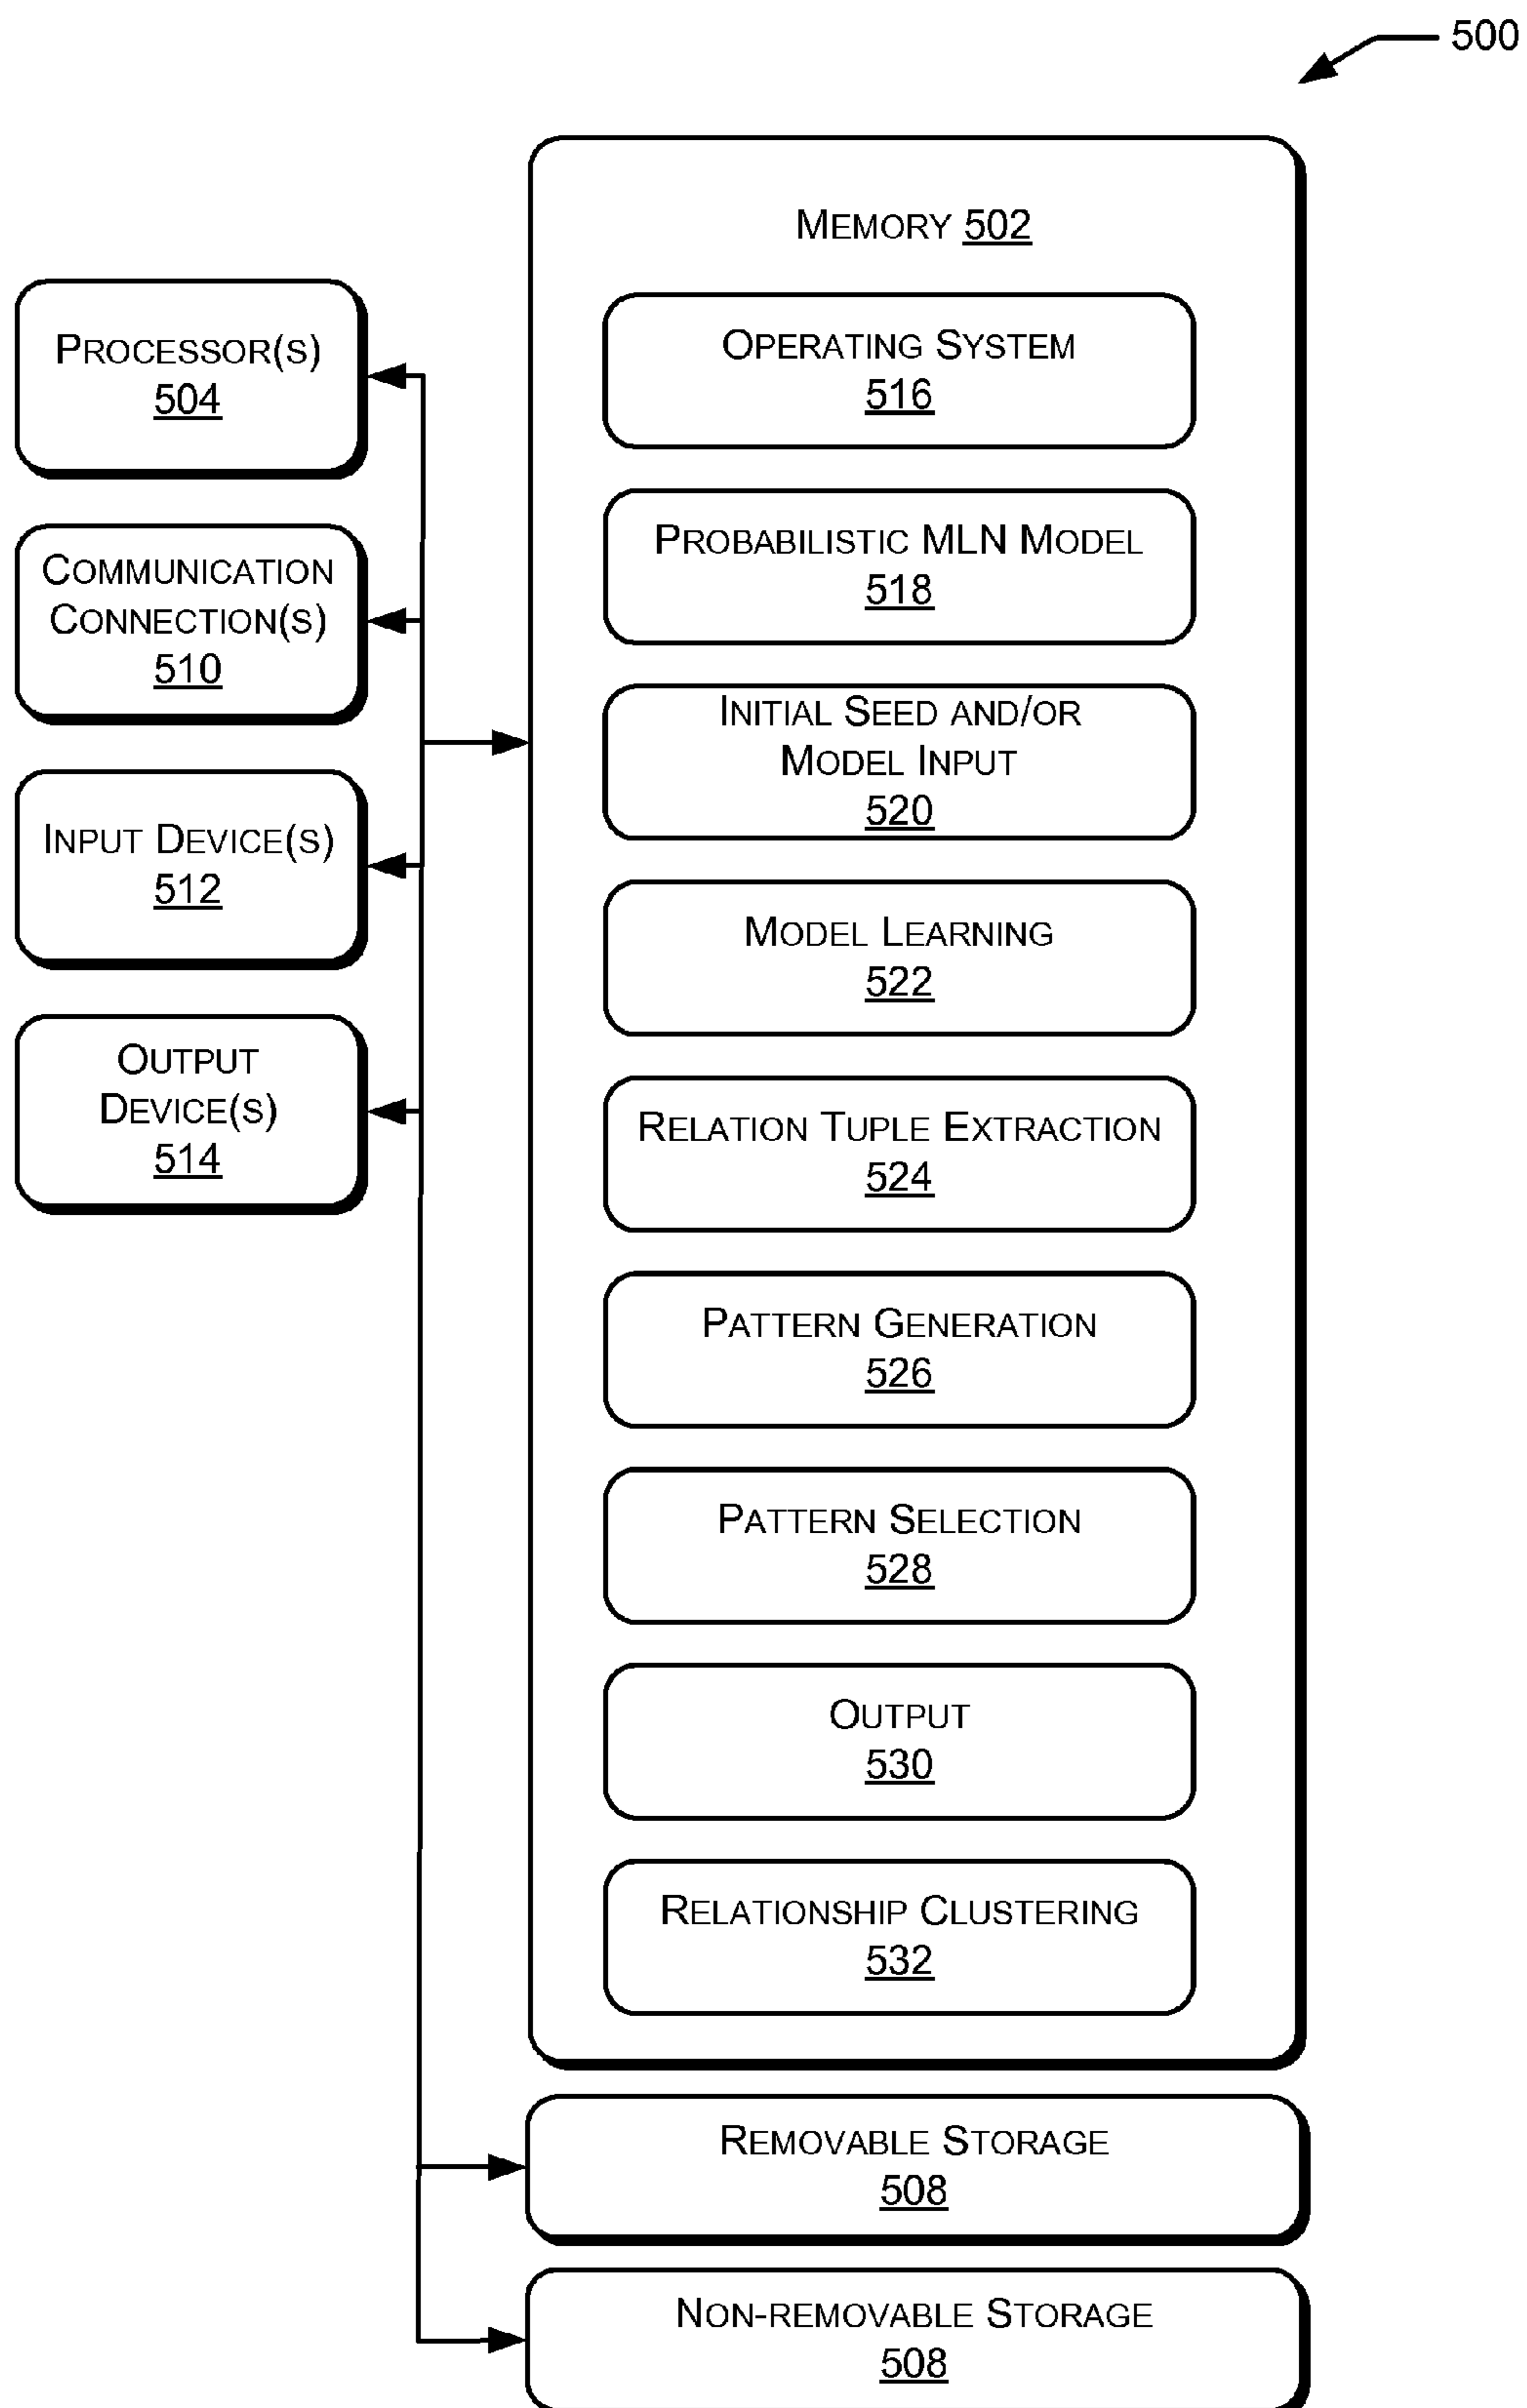 500
MEMORY 502
PROCESSOR(S)
504
COMMUNICATION
CONNECTION(S)
510
INPUT DEVICE(S)
512
OUTPUT
DEVICE(S)
514
OPERATING SYSTEM
516
PROBABILISTIC MLN MODEL
518
INITIAL SEED AND/OR
MODEL INPUT
520
MODEL LEARNING
522
RELATION TUPLE EXTRACTION
524
PATTERN GENERATION
526
PATTERN SELECTION
528
OUTPUT
530
RELATIONSHIP CLUSTERING
532
REMOVABLE STORAGE
508
NON-REMOVABLE STORAGE
508